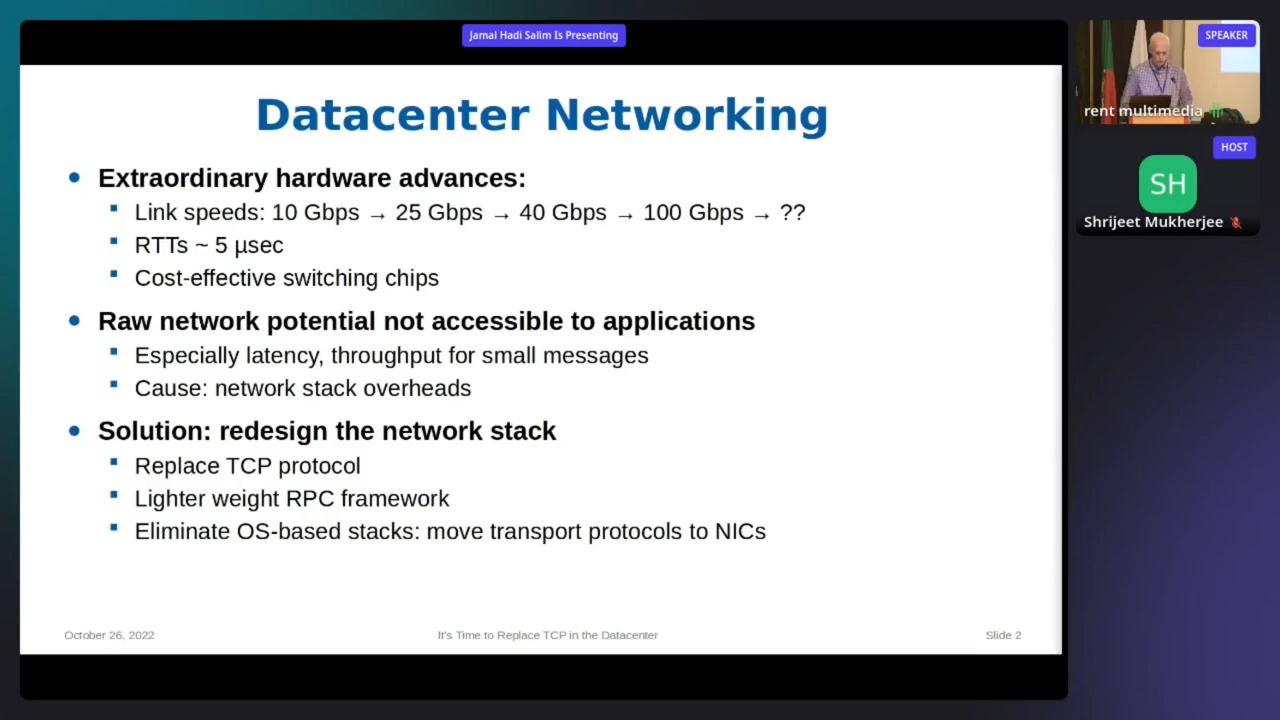 Jamal Hadi Salim Is Presenting
SPEAKER
rent multimedia
HOST
SH
Shrijeet Mukherjee
Datacenter Networking
• Extraordinary hardware advances:
▪ Link speeds: 10 Gbps → 25 Gbps → 40 Gbps → 100 Gbps → ??
▪ RTTs ~ 5 µsec
▪ Cost-effective switching chips
• Raw network potential not accessible to applications
▪ Especially latency, throughput for small messages
▪ Cause: network stack overheads
• Solution: redesign the network stack
▪ Replace TCP protocol
▪ Lighter weight RPC framework
▪ Eliminate OS-based stacks: move transport protocols to NICs
October 26, 2022
It's Time to Replace TCP in the Datacenter
Slide 2